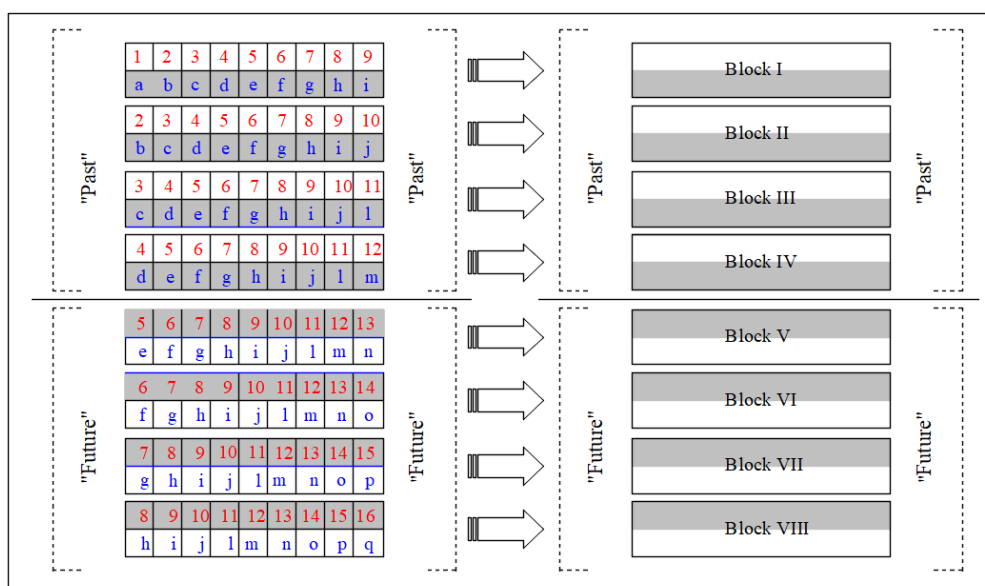 1 2 3 4 5 6 7 8 9
a b c d e f g h i
Block I
2 3 4 5 6 7 8 9 10
b c d e f g h i j
Block II
"Past"
"Past"
"Past"
"Past"
3 4 5 6 7 8 9 10 11
c d e f g h i j l
Block III
4 5 6 7 8 9 10 11 12
d e f g h i j l m
Block IV
5 6 7 8 9 10 11 12 13
e f g h i j l m n
Block V
6 7 8 9 10 11 12 13 14
f g h i j l m n o
Block VI
"Future"
"Future"
"Future"
"Future"
7 8 9 10 11 12 13 14 15
g h i j l m n o p
Block VII
8 9 10 11 12 13 14 15 16
h i j l m n o p q
Block VIII